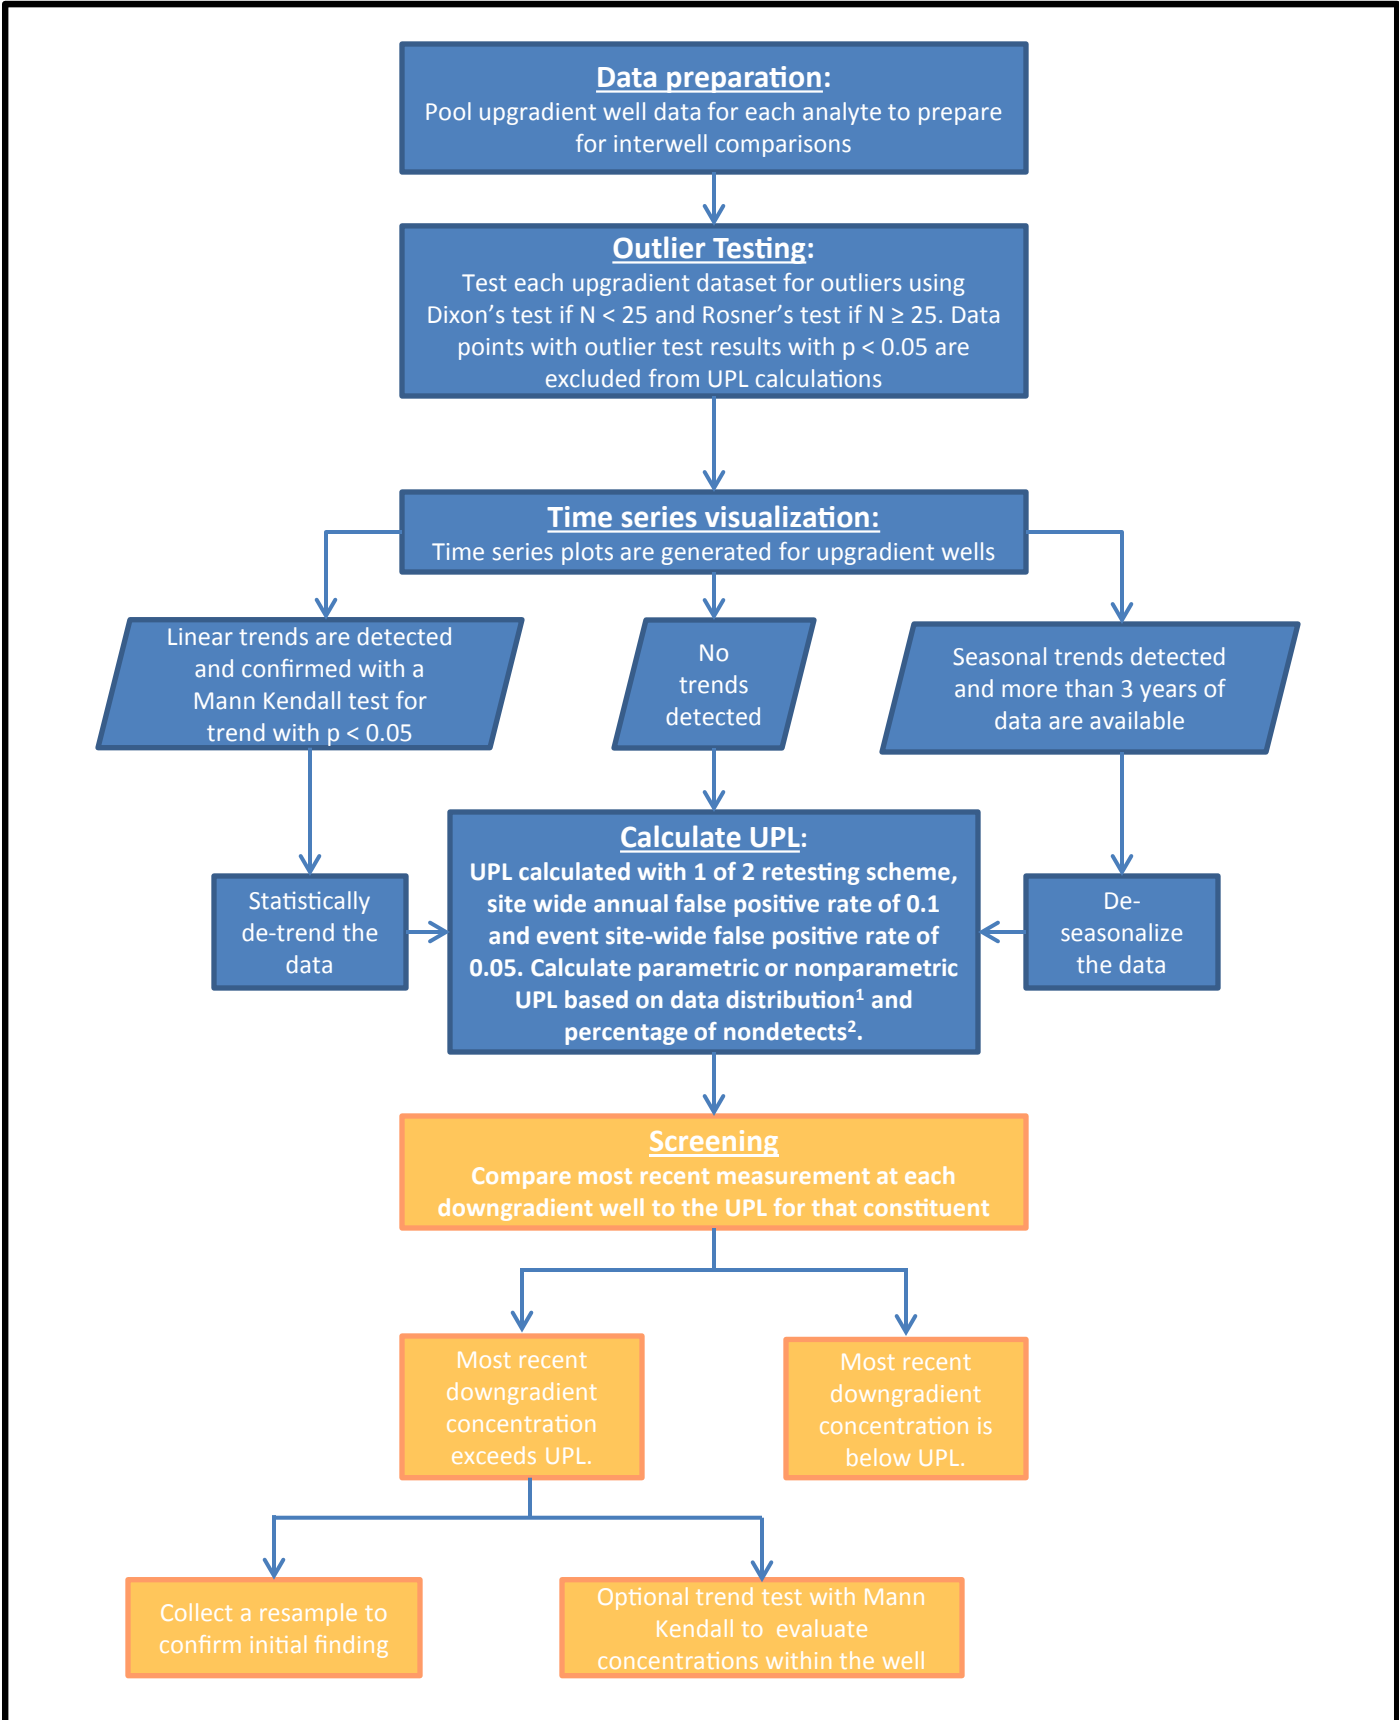 Data preparation:
Pool upgradient well data for each analyte to prepare
for interwell comparisons
Outlier Testing:
Test each upgradient dataset for outliers using
Dixon’s test if N < 25 and Rosner’s test if N ≥ 25. Data
points with outlier test results with p < 0.05 are
excluded from UPL calculations
Time series visualization:
Time series plots are generated for upgradient wells
Linear trends are detected
and confirmed with a
Mann Kendall test for
trend with p < 0.05
No
trends
detected
Seasonal trends detected
and more than 3 years of
data are available
Statistically
de-trend the
data
Calculate UPL:
UPL calculated with 1 of 2 retesting scheme,
site wide annual false positive rate of 0.1
and event site-wide false positive rate of
0.05. Calculate parametric or nonparametric
UPL based on data distribution¹ and
percentage of nondetects².
De-
seasonalize
the data
Screening
Compare most recent measurement at each
downgradient well to the UPL for that constituent
Most recent
downgradient
concentration
exceeds UPL.
Most recent
downgradient
concentration is
below UPL.
Collect a resample to
confirm initial finding
Optional trend test with Mann
Kendall to  evaluate
concentrations within the well